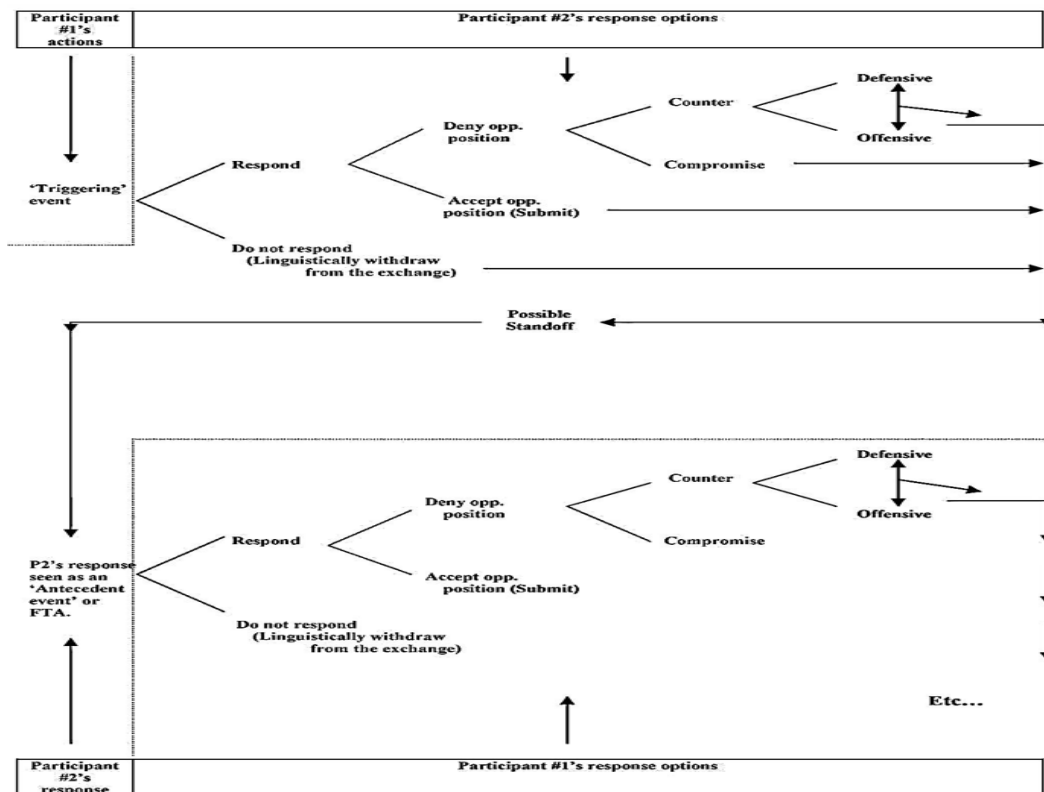 Participant
#1's
actions
Participant #2's response options
Defensive
Counter
Deny opp.
position
Offensive
Respond
Compromise
'Triggering'
event
Accept opp.
position (Submit)
Do not respond
(Linguistically withdraw
from the exchange)
Possible
Standoff
Defensive
Counter
Deny opp.
position
Offensive
Respond
Compromise
P2's response
seen as an
'Antecedent
event' or
FTA.
Accept opp.
position (Submit)
Do not respond
(Linguistically withdraw
from the exchange)
Etc...
Participant
#2's
response
Participant #1's response options